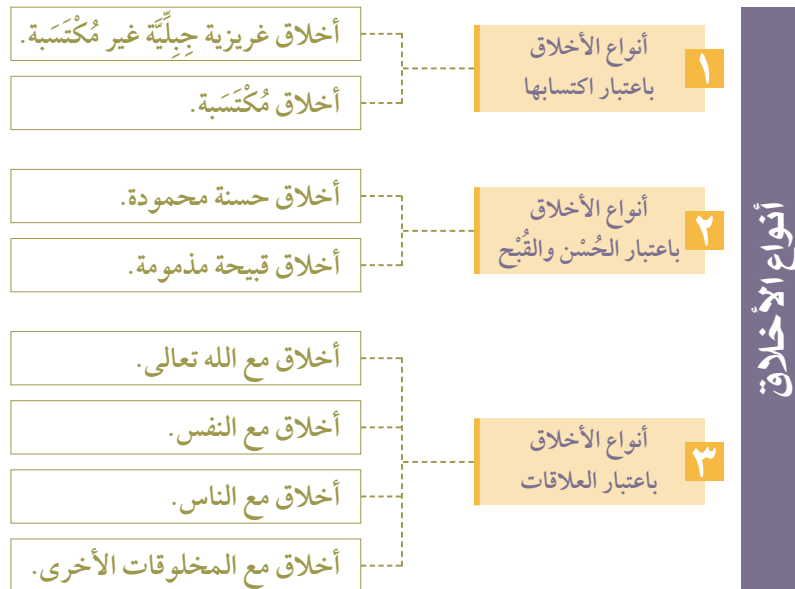 أنواع الأخلاق
١
أنواع الأخلاق
باعتبار اكتسابها
أخلاق غريزية جِبِلِّيَّة غير مُكْتَسَبة.
أخلاق مُكْتَسَبة.
٢
أنواع الأخلاق
باعتبار الحُسْن والقُبْح
أخلاق حسنة محمودة.
أخلاق قبيحة مذمومة.
٣
أنواع الأخلاق
باعتبار العلاقات
أخلاق مع الله تعالى.
أخلاق مع النفس.
أخلاق مع الناس.
أخلاق مع المخلوقات الأخرى.